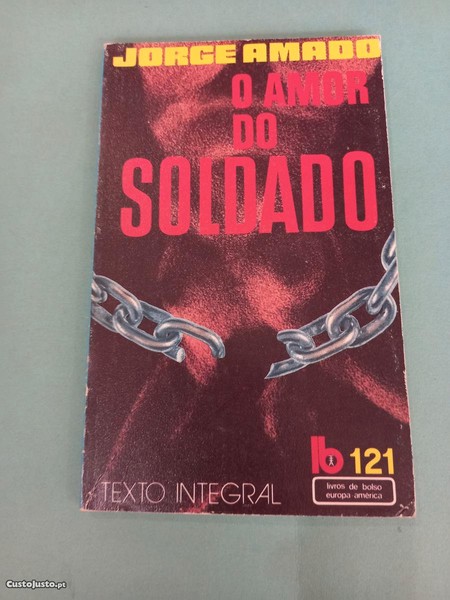 JORGE AMADO
O AMOR
DO
SOLDADO
lb 121
livros de bolso
europa américa
TEXTO INTEGRAL
CustoJusto.pt